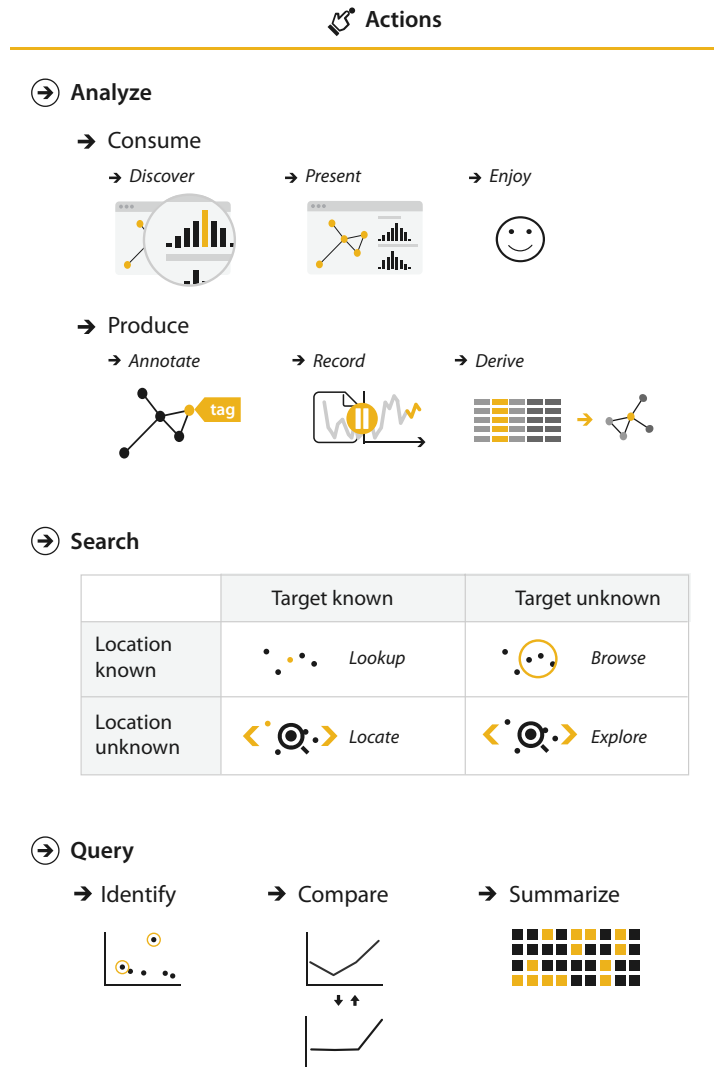 Actions
Analyze
Consume
Discover
Present
Enjoy
Produce
Annotate
Record
Derive
tag
Search
Target known
Target unknown
Location
known
Lookup
Browse
Location
unknown
Locate
Explore
Query
Identify
Compare
Summarize